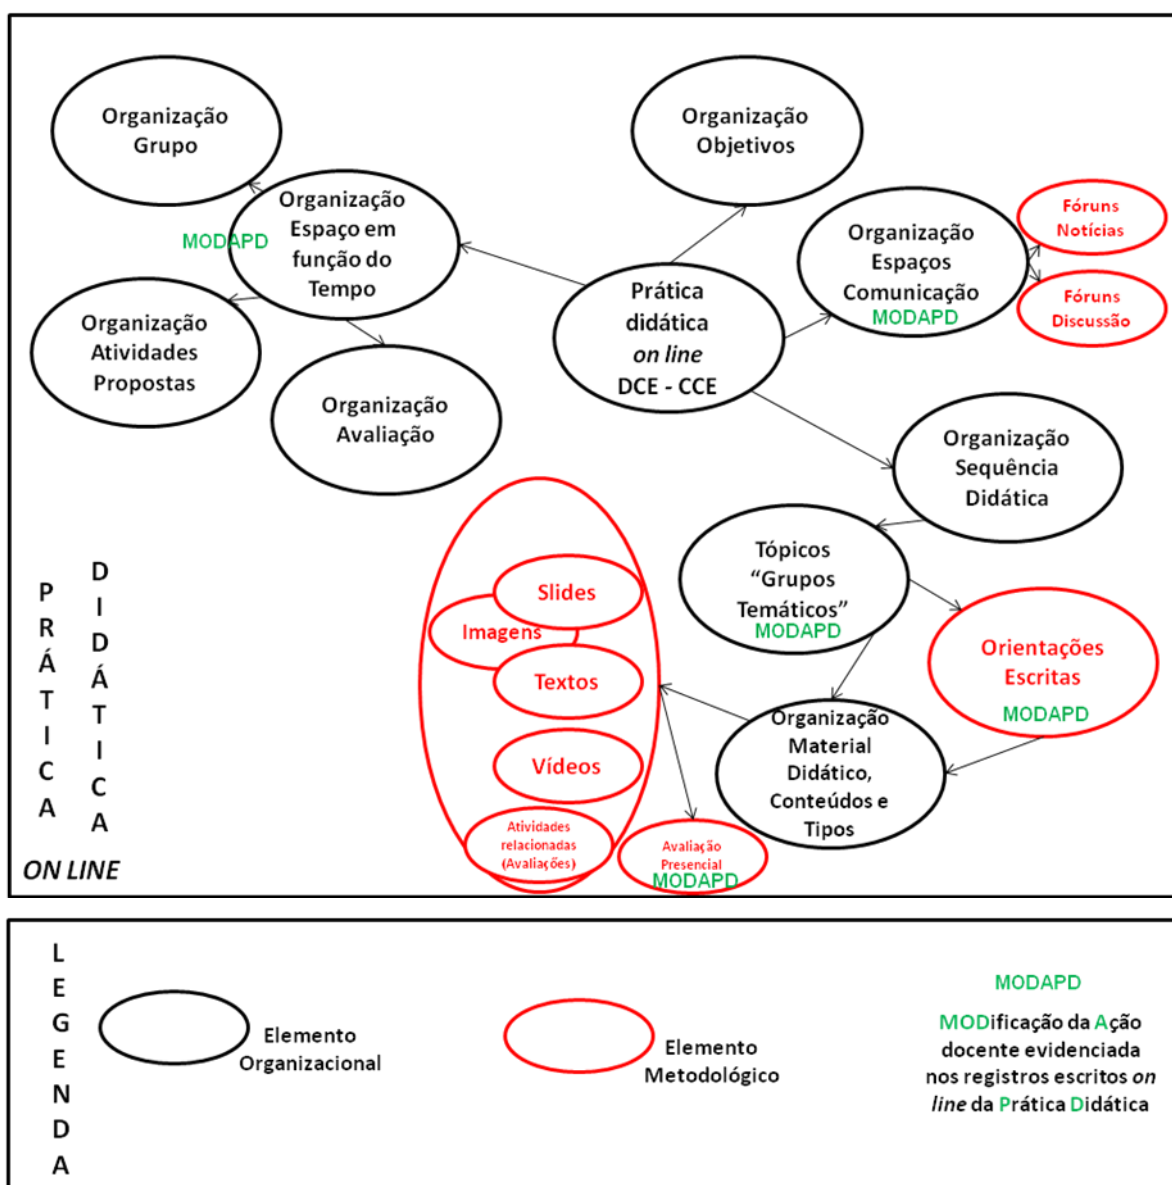 Organização
Grupo
Organização
Objetivos
Organização
Espaço em
função do
Tempo
MODAPD
Organização
Espaços
Comunicação
MODAPD
Fóruns
Notícias
Fóruns
Discussão
Prática
didática
on line
DCE - CCE
Organização
Atividades
Propostas
Organização
Avaliação
Organização
Sequência
Didática
Tópicos
“Grupos
Temáticos”
MODAPD
Orientações
Escritas
MODAPD
Organização
Material
Didático,
Conteúdos e
Tipos
Slides
Imagens
Textos
Vídeos
Atividades
relacionadas
(Avaliações)
Avaliação
Presencial
MODAPD
PRÁTICA
DIDÁTICA
ON LINE
LEGENDA
Elemento
Organizacional
Elemento
Metodológico
MODAPD
MODificação da Ação
docente evidenciada
nos registros escritos on
line da Prática Didática